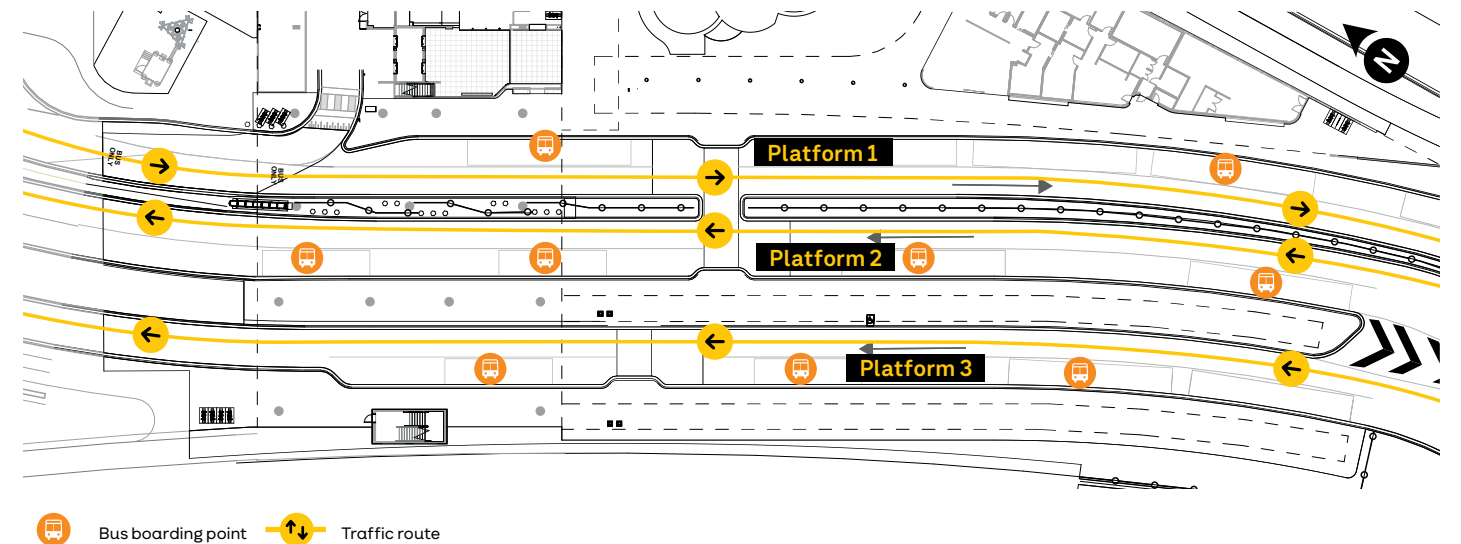 N
BUS
ONLY
BUS
ONLY
Platform 1
Platform 2
Platform 3
Bus boarding point
Traffic route